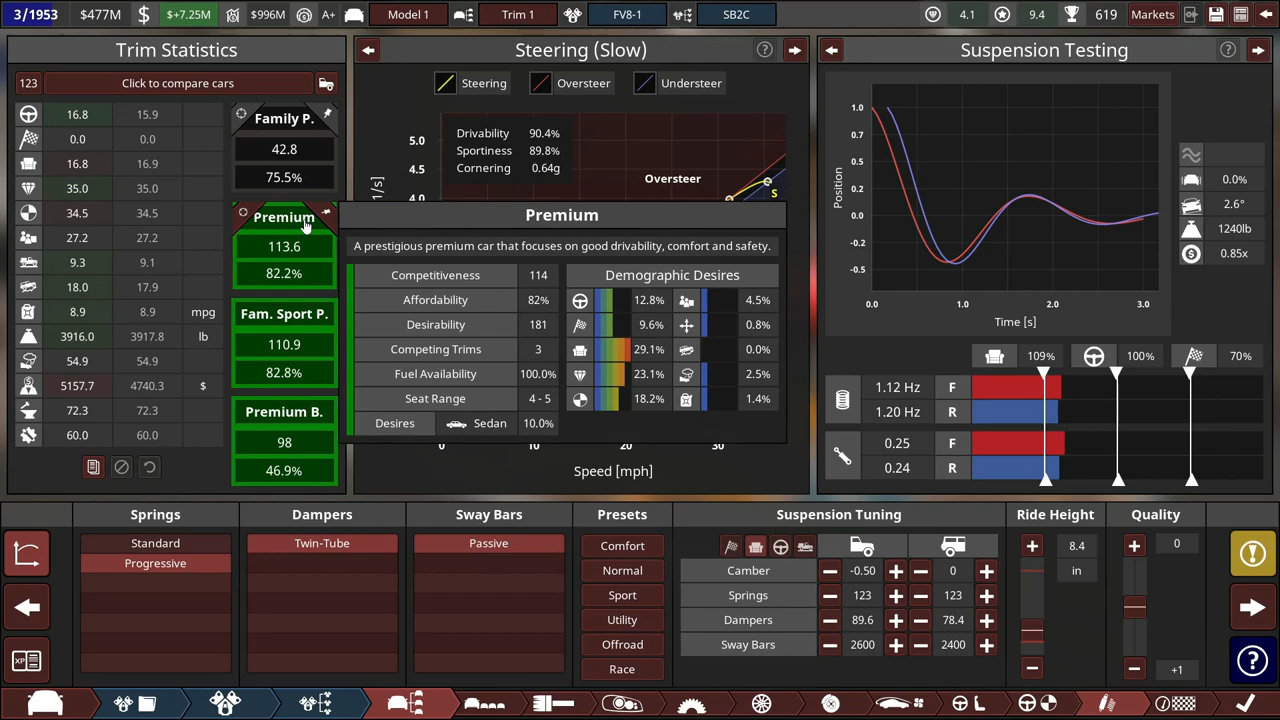 3/1953 $477M $+7.25M $996M A+ Model 1 Trim 1 FV8-1 SB2C 4.1 9.4 619 Markets
Trim Statistics
123 Click to compare cars
16.8 15.9
0.0 0.0
16.8 16.9
35.0 35.0
34.5 34.5
27.2 27.2
9.3 9.1
18.0 17.9
8.9 8.9 mpg
3916.0 3917.8 lb
54.9 54.9
5157.7 4740.3 $
72.3 72.3
60.0 60.0
Family P.
42.8
75.5%
Premium
113.6
82.2%
Fam. Sport P.
110.9
82.8%
Premium B.
98
46.9%
Steering (Slow)
Steering Oversteer Understeer
Drivability 90.4%
Sportiness 89.8%
Cornering 0.64g
5.0
4.5
4.0
/s]
Oversteer
S
0 10 20 30
Speed [mph]
Premium
A prestigious premium car that focuses on good drivability, comfort and safety.
Competitiveness 114
Affordability 82%
Desirability 181
Competing Trims 3
Fuel Availability 100.0%
Seat Range 4 - 5
Desires Sedan 10.0%
Demographic Desires
12.8% 4.5%
9.6% 0.8%
29.1% 0.0%
23.1% 2.5%
18.2% 1.4%
Suspension Testing
Position
1.0
0.7
0.5
0.2
0.0
-0.2
-0.5
0.0 1.0 2.0 3.0
Time [s]
0.0%
2.6°
1240lb
0.85x
109% 100% 70%
1.12 Hz F
1.20 Hz R
0.25 F
0.24 R
Springs
Standard
Progressive
Dampers
Twin-Tube
Sway Bars
Passive
Presets
Comfort
Normal
Sport
Utility
Offroad
Race
Suspension Tuning
Camber -0.50 0
Springs 123 123
Dampers 89.6 78.4
Sway Bars 2600 2400
Ride Height
8.4
in
Quality
0
+1
XP